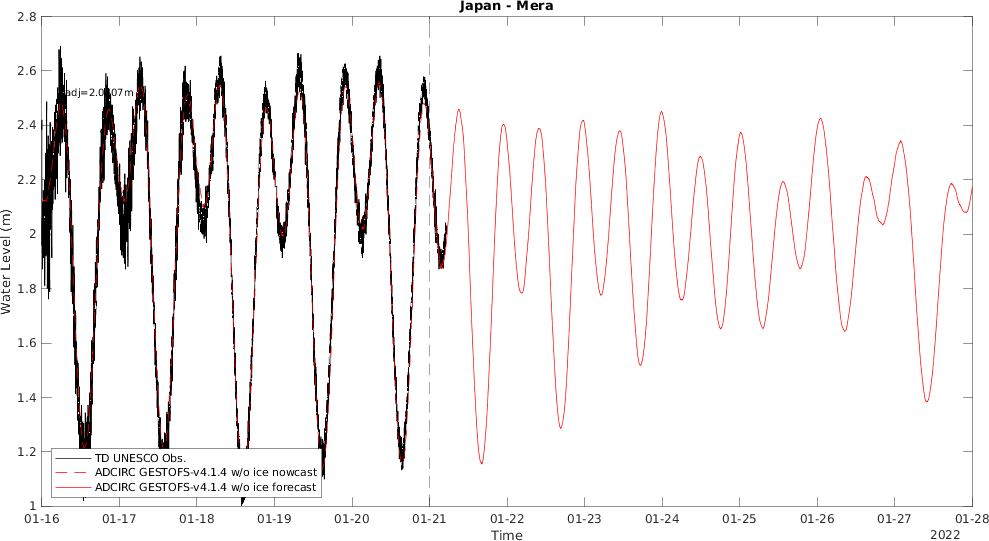 Japan - Mera
2.8
2.6
2.4
2.2
2
1.8
1.6
1.4
1.2
1
Water Level (m)
TD UNESCO Obs.
ADCIRC GESTOFS-v4.1.4 w/o ice nowcast
ADCIRC GESTOFS-v4.1.4 w/o ice forecast
01-16 01-17 01-18 01-19 01-20 01-21 01-22 01-23 01-24 01-25 01-26 01-27 01-28
Time
2022